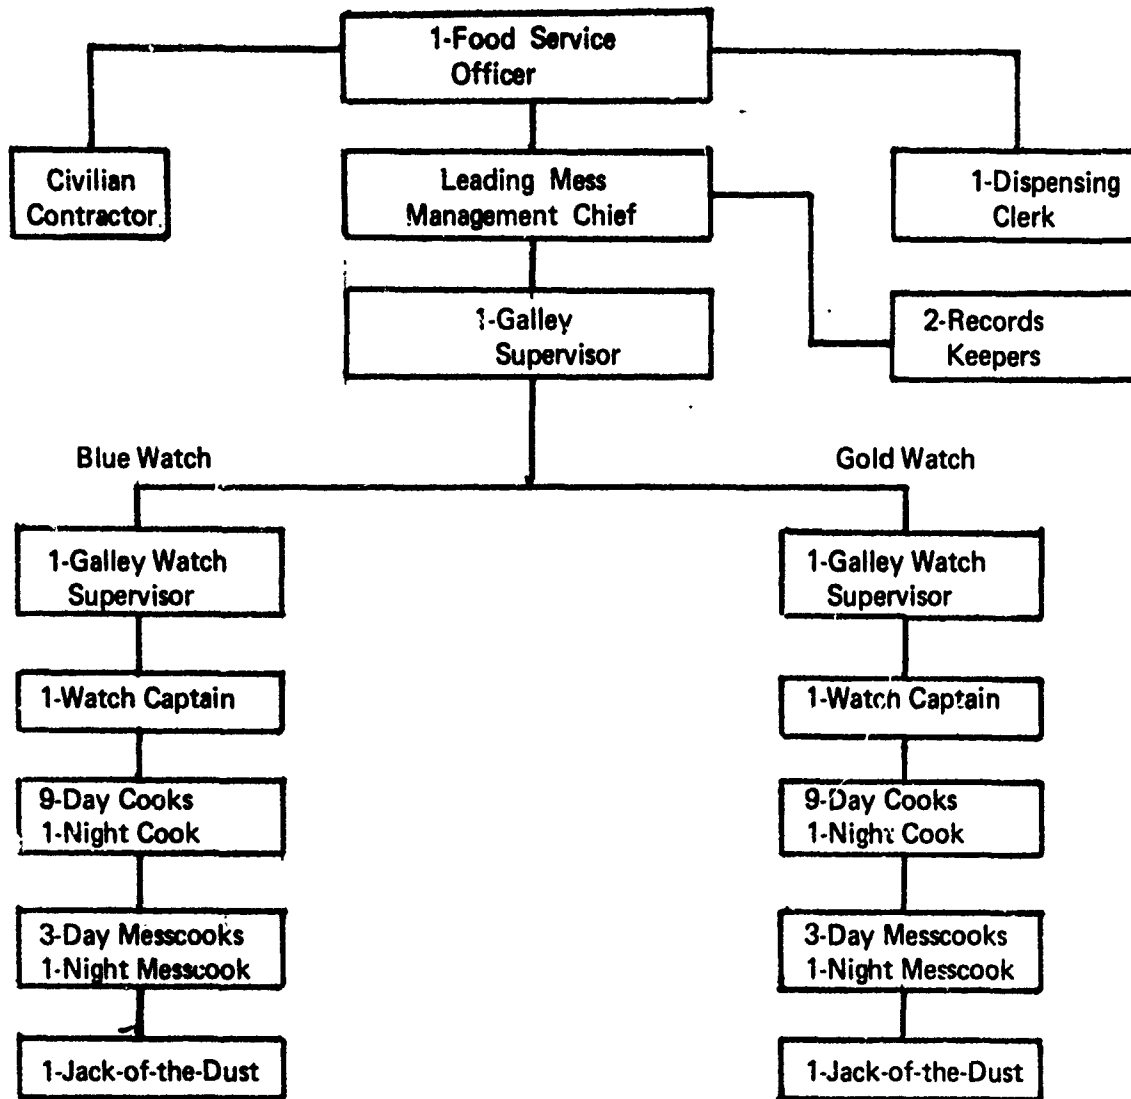 1-Food Service
Officer
Civilian
Contractor
Leading Mess
Management Chief
1-Dispensing
Clerk
1-Galley
Supervisor
2-Records
Keepers
Blue Watch
Gold Watch
1-Galley Watch
Supervisor
1-Galley Watch
Supervisor
1-Watch Captain
1-Watch Captain
9-Day Cooks
1-Night Cook
9-Day Cooks
1-Night Cook
3-Day Messcooks
1-Night Messcook
3-Day Messcooks
1-Night Messcook
1-Jack-of-the-Dust
1-Jack-of-the-Dust